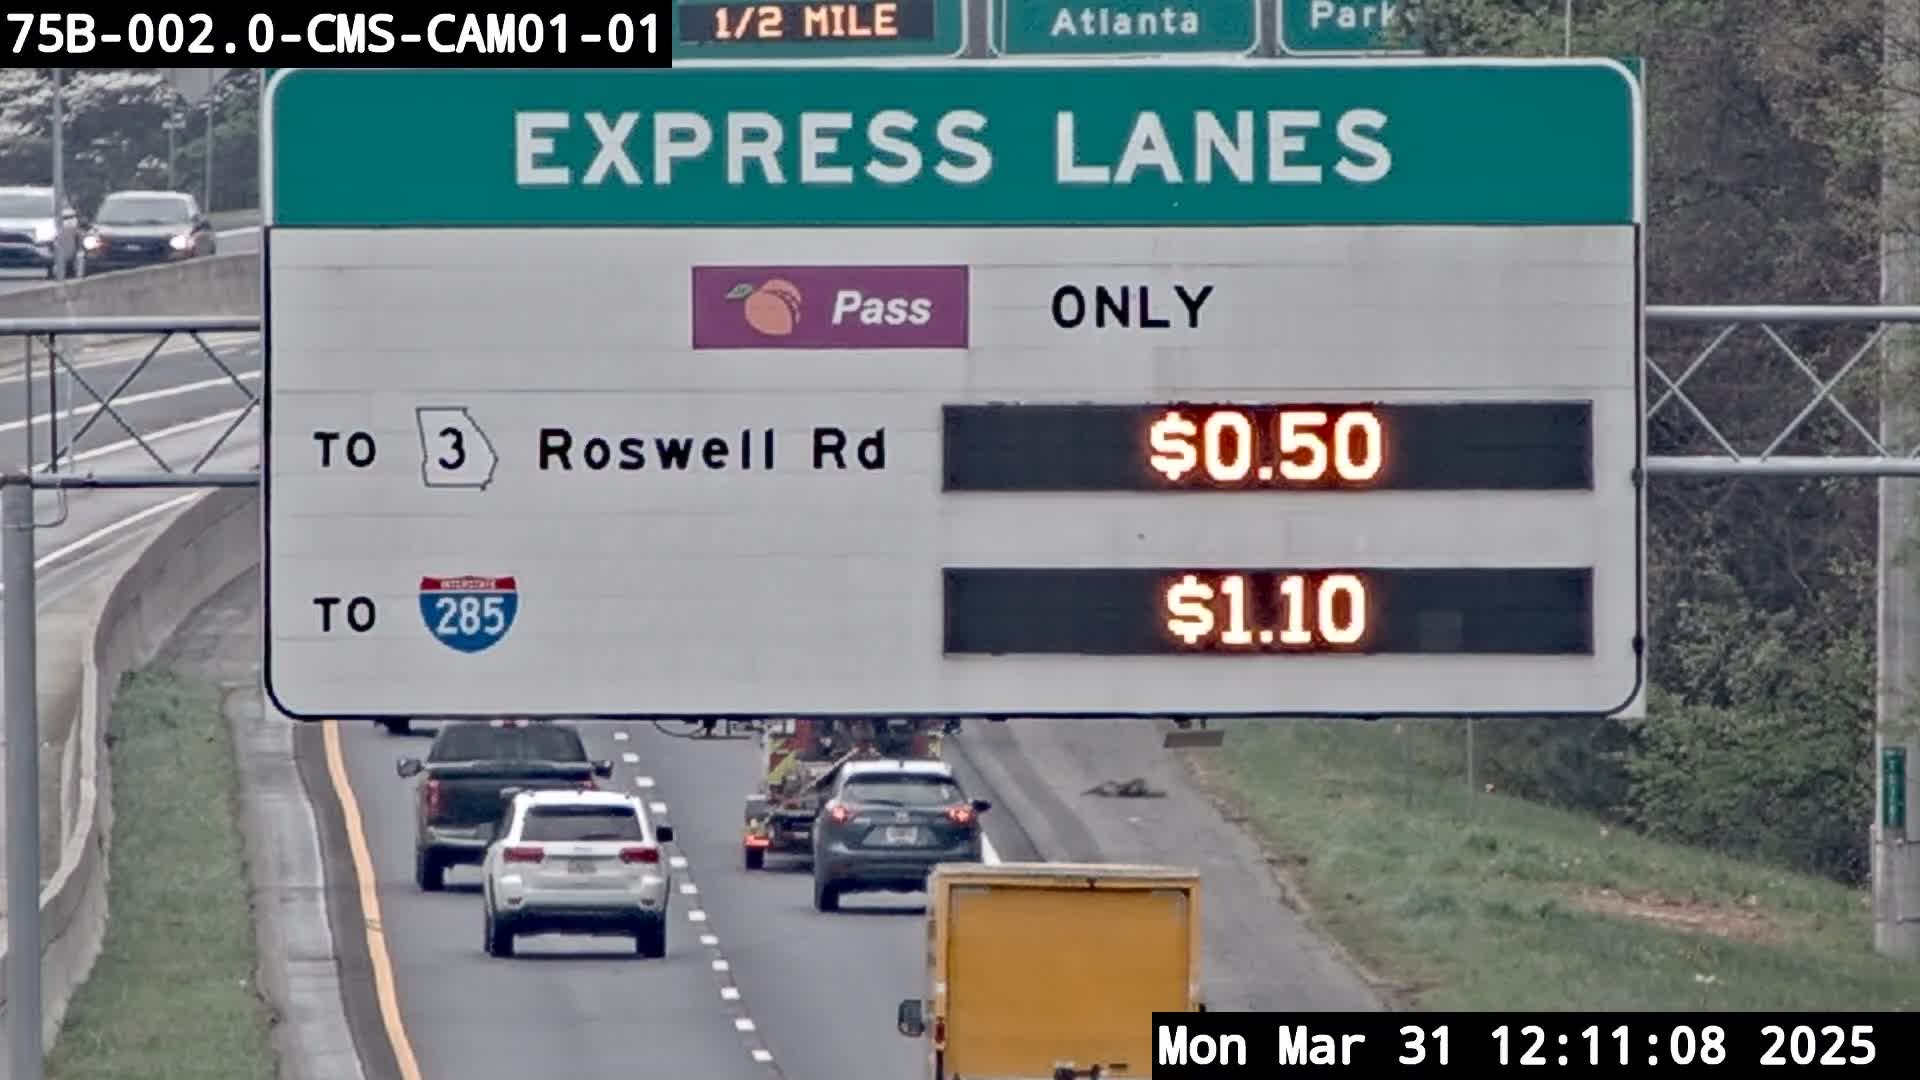 75B-002.0-CMS-CAM01-01
1/2 MILE
Atlanta
Park
EXPRESS LANES
Pass ONLY
TO 3 Roswell Rd $0.50
TO 285 $1.10
Mon Mar 31 12:11:08 2025